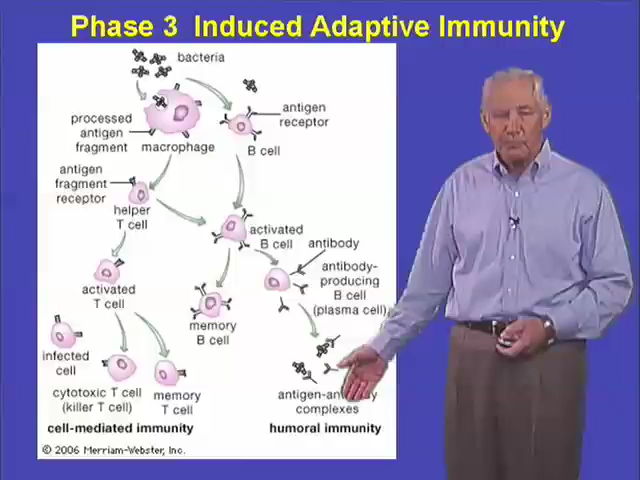 Phase 3 Induced Adaptive Immunity
bacteria
antigen
receptor
processed
antigen
fragment
macrophage
B cell
antigen
fragment
receptor
helper
T cell
activated
B cell
antibody
antibody-
producing
B cell
(plasma cell)
activated
T cell
memory
B cell
infected
cell
cytotoxic T cell
(killer T cell)
memory
T cell
complexes
cell-mediated immunity
humoral immunity
© 2006 Merriam-Webster, Inc.